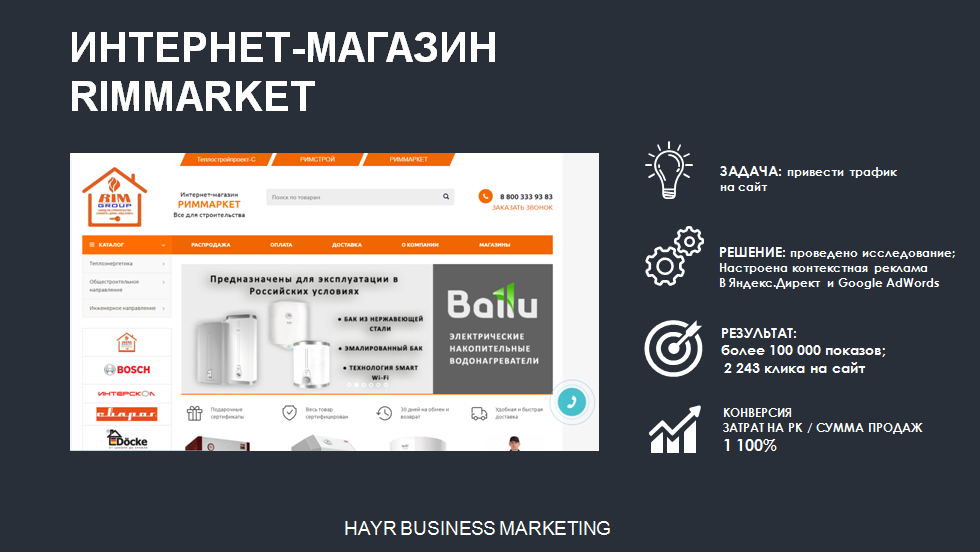 ИНТЕРНЕТ-МАГАЗИН
RIMMARKET
Теплостройпроект-С
РИМСТРОЙ
РИММАРКЕТ
RIM
GROUP
Интернет-магазин
РИММАРКЕТ
Все для строительства
Поиск по товарам
8 800 333 93 83
ЗАКАЗАТЬ ЗВОНОК
КАТАЛОГ
РАСПРОДАЖА
ОПЛАТА
ДОСТАВКА
О КОМПАНИИ
МАГАЗИНЫ
Теплоэнергетика
Общестроительное
направление
Инженерное направление
BOSCH
ИНТЕРСКОЛ
Döcke
Предназначены для эксплуатации в
Российских условиях
• БАК ИЗ НЕРЖАВЕЮЩЕЙ
СТАЛИ
• ЭМАЛИРОВАННЫЙ БАК
• ТЕХНОЛОГИЯ SMART
Wi-Fi
Ballu
ЭЛЕКТРИЧЕСКИЕ
НАКОПИТЕЛЬНЫЕ
ВОДОНАГРЕВАТЕЛИ
Подарочные
сертификаты
Весь товар
сертифицирован
30 дней на обмен и
возврат
Удобная и быстрая
доставка
ЗАДАЧА: привести трафик
на сайт
РЕШЕНИЕ: проведено исследование;
Настроена контекстная реклама
В Яндекс.Директ и Google AdWords
РЕЗУЛЬТАТ:
более 100 000 показов;
2 243 клика на сайт
КОНВЕРСИЯ
ЗАТРАТ НА РК / СУММА ПРОДАЖ
1 100%
HAYR BUSINESS MARKETING